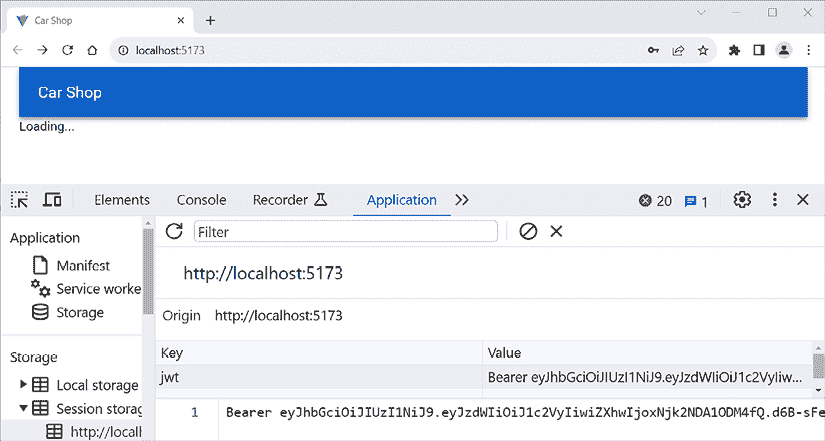 Car Shop
localhost:5173
Car Shop
Loading...
Elements Console Recorder Application 20 1
Application
Manifest
Service worke
Storage
Storage
Local storage
Session storag
http://locall
Filter
http://localhost:5173
Origin http://localhost:5173
Key Value
jwt Bearer eyJhbGciOiJIUzI1NiJ9.eyJzdWIiOiJ1c2VyIiw...
1 Bearer eyJhbGciOiJIUzI1NiJ9.eyJzdWIiOiJ1c2VyIiwiZXhwIjoxNjk2NDA1ODM4fQ.d6B-sFe